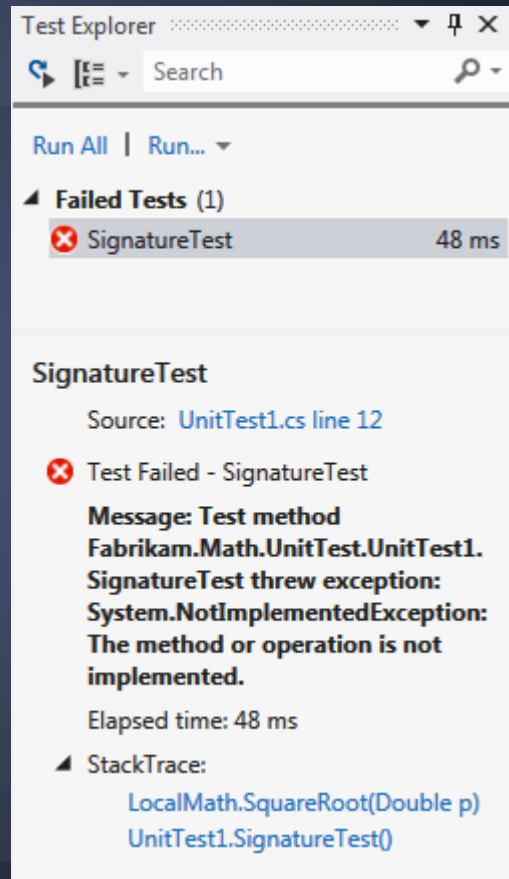 Test Explorer
Search
Run All | Run...
Failed Tests (1)
SignatureTest 48 ms
SignatureTest
Source: UnitTest1.cs line 12
Test Failed - SignatureTest
Message: Test method
Fabrikam.Math.UnitTest.UnitTest1.
SignatureTest threw exception:
System.NotImplementedException:
The method or operation is not
implemented.
Elapsed time: 48 ms
StackTrace:
LocalMath.SquareRoot(Double p)
UnitTest1.SignatureTest()